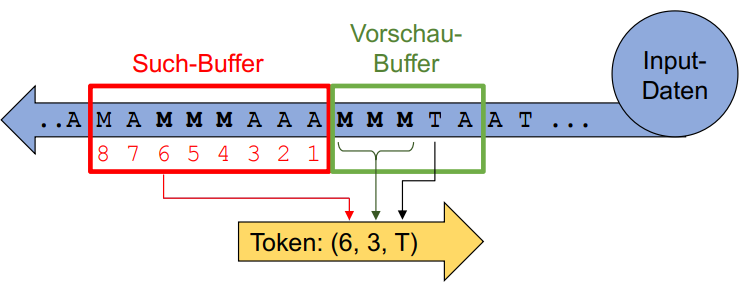 Such-Buffer
Vorschau-
Buffer
Input-
Daten
..A M A M M M A A A M M M T A A T ...
8 7 6 5 4 3 2 1
Token: (6, 3, T)